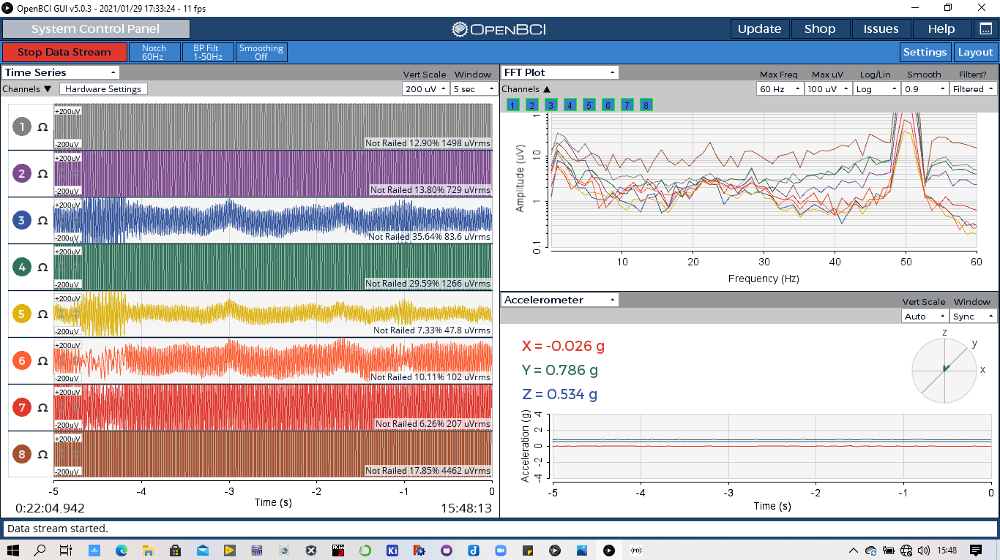 OpenBCI GUI v5.0.3 - 2021/01/29 17:33:24 - 11 fps
System Control Panel
OPENBCI
Update
Shop
Issues
Help
Stop Data Stream
Notch
60Hz
BP Filt
1-50Hz
Smoothing
Off
Settings
Layout
Time Series
Vert Scale
Window
Channels
Hardware Settings
200 uV
5 sec
1 Ω
+200uV
-200uV
Not Railed 12.90% 1498 uVrms
2 Ω
+200uV
-200uV
Not Railed 13.80% 729 uVrms
3 Ω
+200uV
-200uV
Not Railed 35.64% 83.6 uVrms
4 Ω
+200uV
-200uV
Not Railed 29.59% 1266 uVrms
5 Ω
+200uV
-200uV
Not Railed 7.33% 47.8 uVrms
6 Ω
+200uV
-200uV
Not Railed 10.11% 102 uVrms
7 Ω
+200uV
-200uV
Not Railed 6.26% 207 uVrms
8 Ω
+200uV
-200uV
Not Railed 17.85% 4462 uVrms
-5 -4 -3 -2 -1 0
Time (s)
0:22:04.942
15:48:13
FFT Plot
Max Freq
Max uV
Log/Lin
Smooth
Filters?
Channels
60 Hz
100 uV
Log
0.9
Filtered
1 2 3 4 5 6 7 8
Amplitude (uV)
10
1
0.1
10 20 30 40 50 60
Frequency (Hz)
Accelerometer
Vert Scale
Window
Auto
Sync
X = -0.026 g
Y = 0.786 g
Z = 0.534 g
z
y
x
Acceleration (g)
4
2
0
-2
-4
-5 -4 -3 -2 -1 0
Time (s)
Data stream started.
PICkit
3
Ki
{PD}
15:48